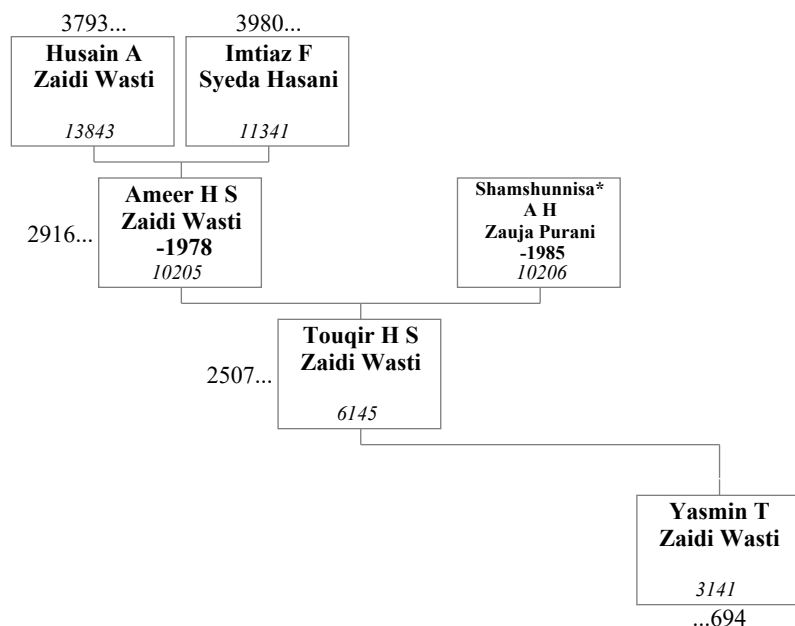 3793...
3980...
Husain A
Zaidi Wasti
13843
Imtiaz F
Syeda Hasani
11341
2916...
Ameer H S
Zaidi Wasti
-1978
10205
Shamshunnisa*
A H
Zauja Purani
-1985
10206
2507...
Touqir H S
Zaidi Wasti
6145
Yasmin T
Zaidi Wasti
3141
...694